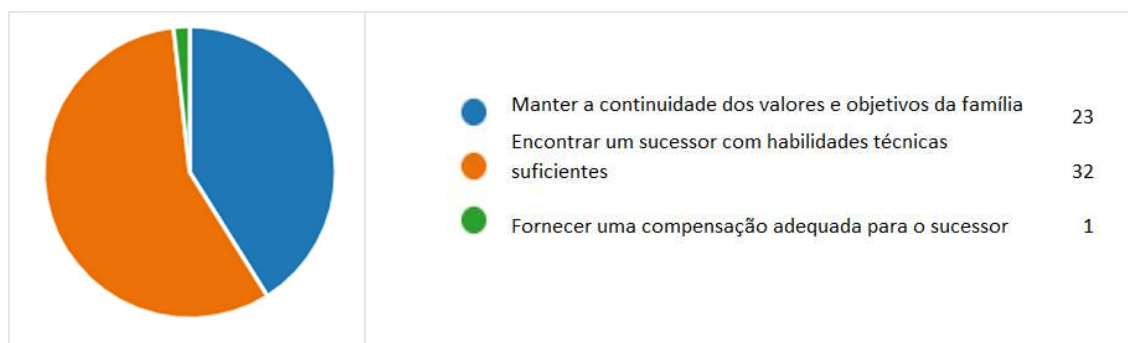 Manter a continuidade dos valores e objetivos da família 23
Encontrar um sucessor com habilidades técnicas
suficientes 32
Fornecer uma compensação adequada para o sucessor 1